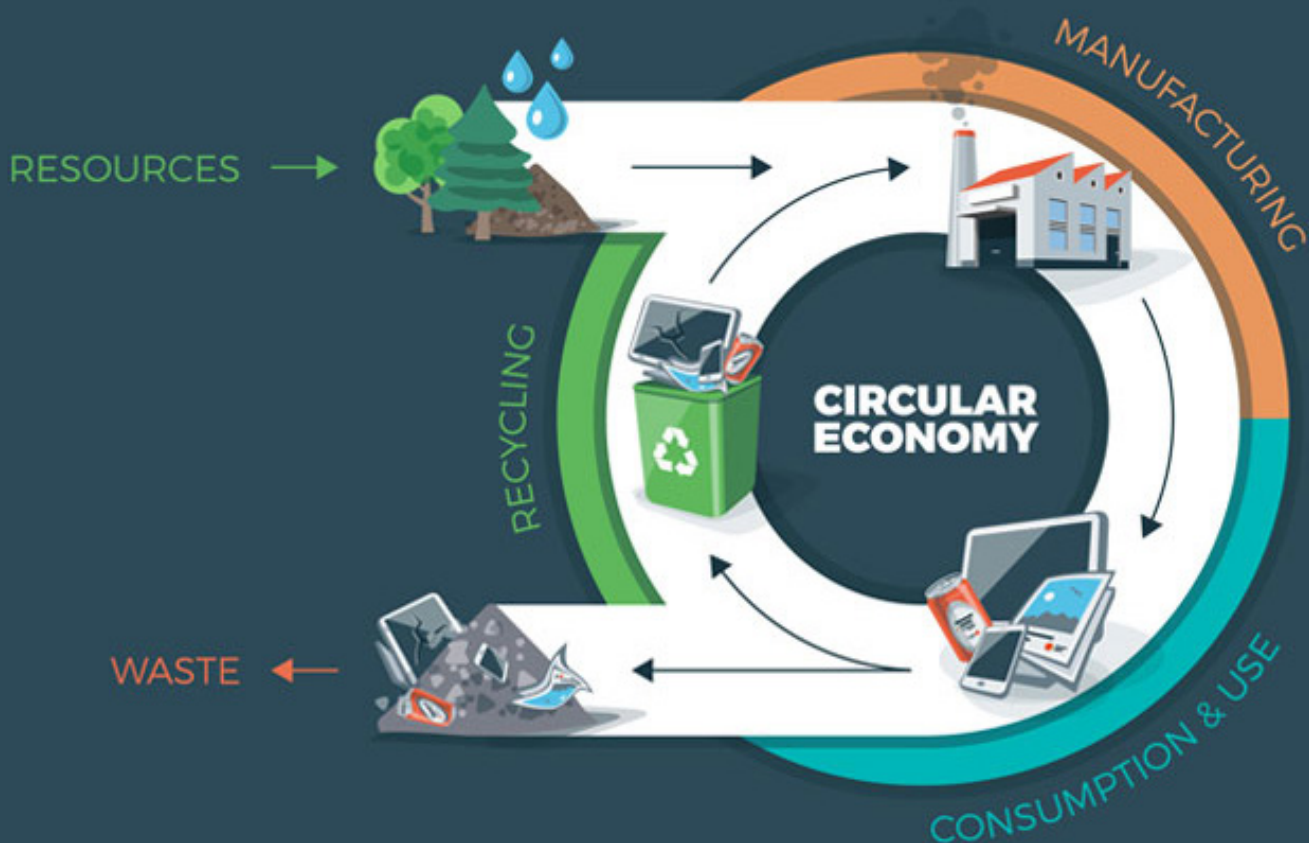 MANUFACTURING
RESOURCES
RECYCLING
CIRCULAR
ECONOMY
WASTE
CONSUMPTION & USE